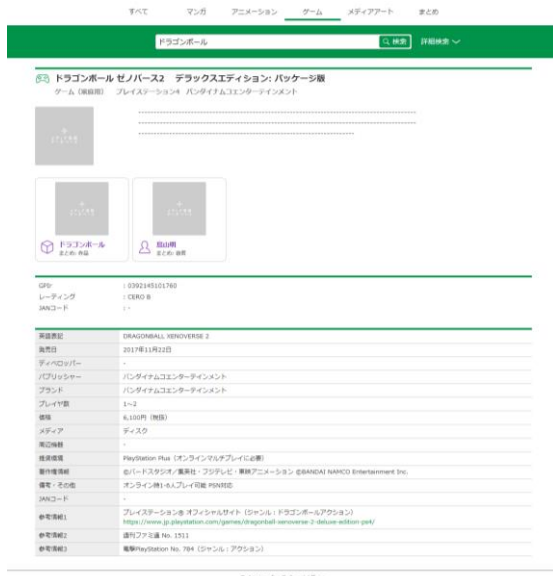 すべて　マンガ　アニメーション　ゲーム　メディアアート　まとめ
ドラゴンボール　検索　詳細検索
ドラゴンボール ゼノバース2　デラックスエディション: パッケージ版
ゲーム（家庭用）　プレイステーション4　バンダイナムコエンターテインメント
ドラゴンボール　鳥山明
まとめ: 作品　まとめ: 個人
GPIr : 0392145101760
レーティング : CERO B
JANコード : -
英語表記 DRAGONBALL XENOVERSE 2
発売日 2017年11月22日
ディベロッパー -
パブリッシャー バンダイナムコエンターテインメント
ブランド バンダイナムコエンターテインメント
プレイヤ数 1~2
価格 6,100円（税抜）
メディア ディスク
周辺機器 -
推奨環境 PlayStation Plus（オンラインマルチプレイに必要）
著作権情報 ©バードスタジオ／集英社・フジテレビ・東映アニメーション ©BANDAI NAMCO Entertainment Inc.
備考・その他 オンライン時1-6人プレイ可能 PSN対応
JANコード -
参考情報1 プレイステーション® オフィシャルサイト（ジャンル：ドラゴンボールアクション）
https://www.jp.playstation.com/games/dragonball-xenoverse-2-deluxe-edition-ps4/
参考情報2 週刊ファミ通 No. 1511
参考情報3 電撃PlayStation No. 784（ジャンル：アクション）